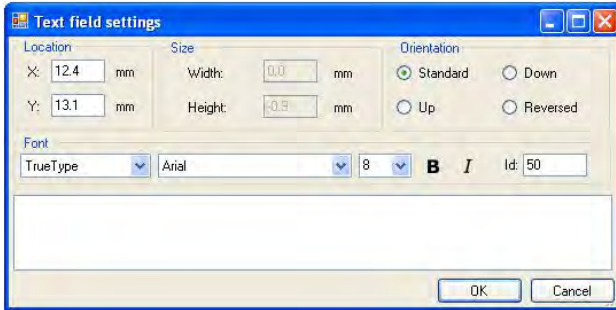 Text field settings
Location
Size
Orientation
X: 12.4 mm
Width: 0.0 mm
Standard
Down
Y: 13.1 mm
Height: -0.9 mm
Up
Reversed
Font
TrueType
Arial
8
B
I
Id: 50
OK
Cancel